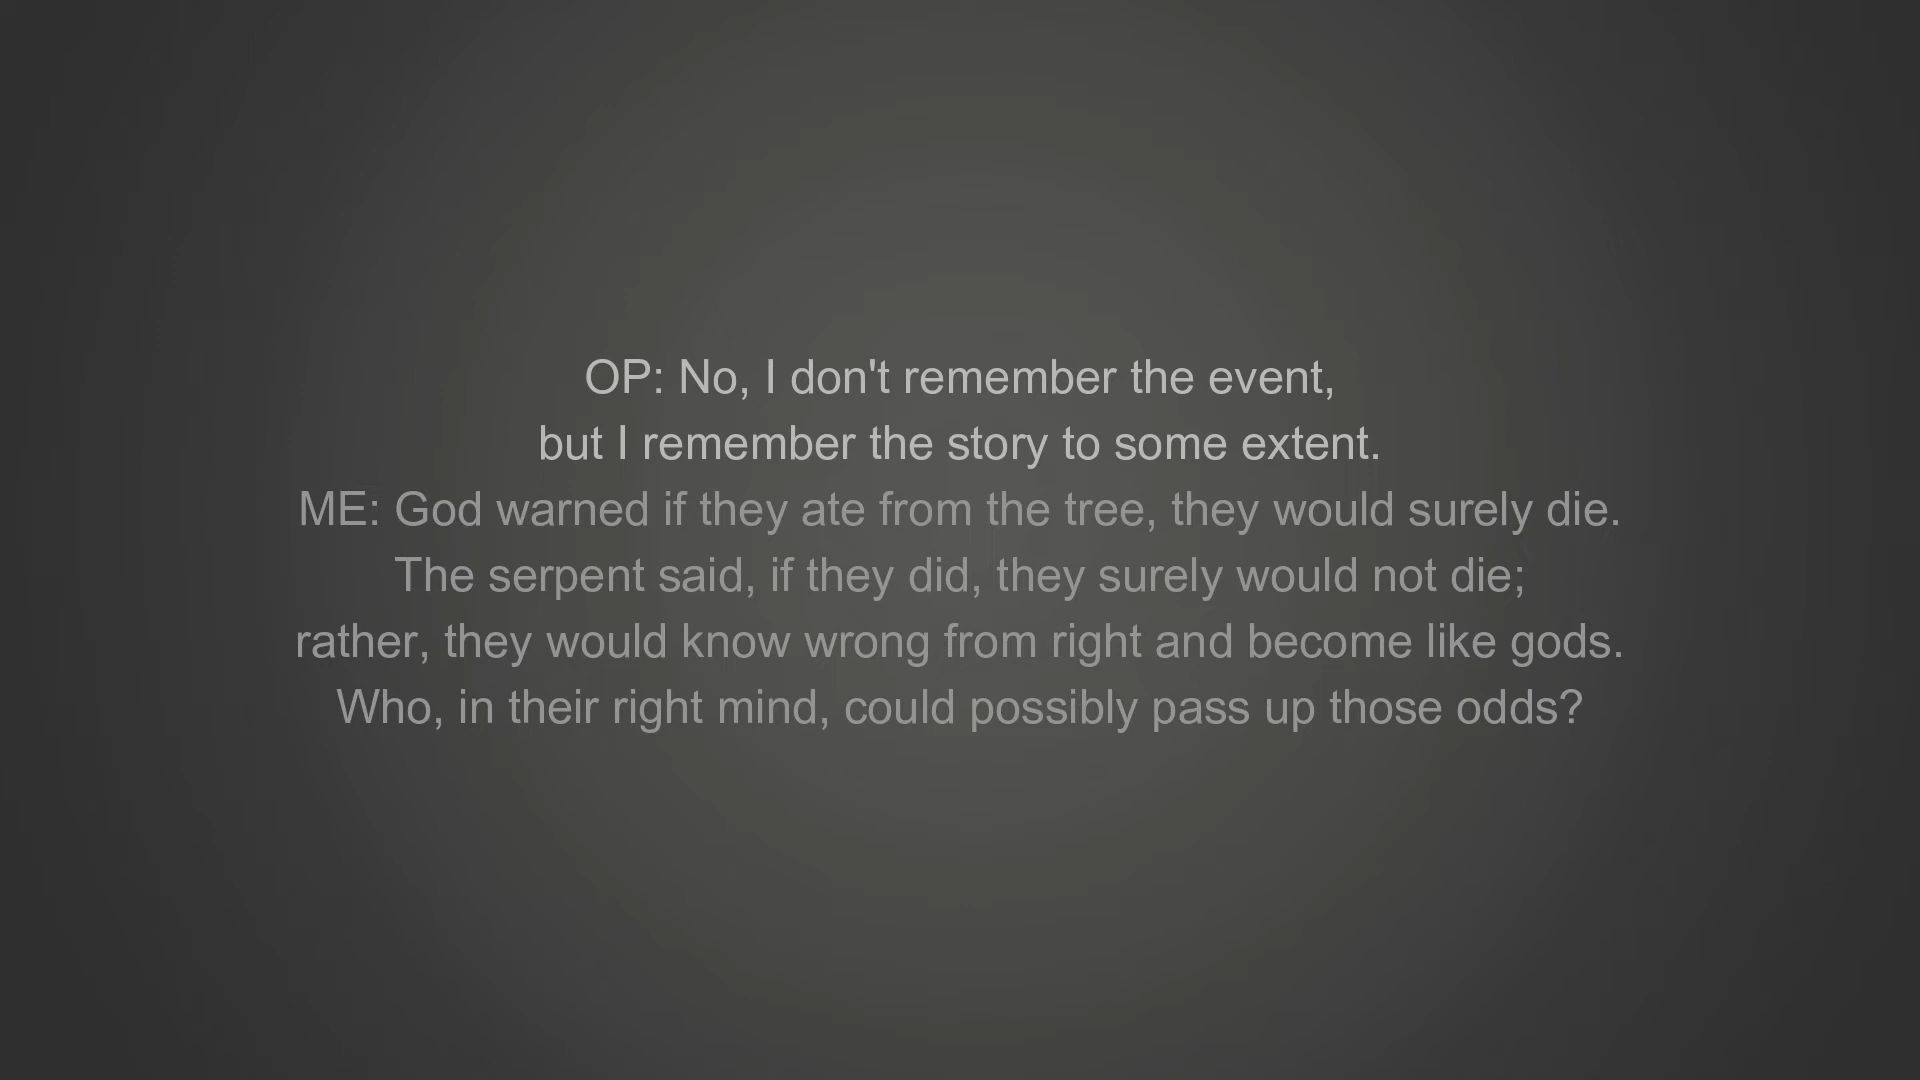 OP: No, I don't remember the event,
but I remember the story to some extent.
ME: God warned if they ate from the tree, they would surely die.
The serpent said, if they did, they surely would not die;
rather, they would know wrong from right and become like gods.
Who, in their right mind, could possibly pass up those odds?